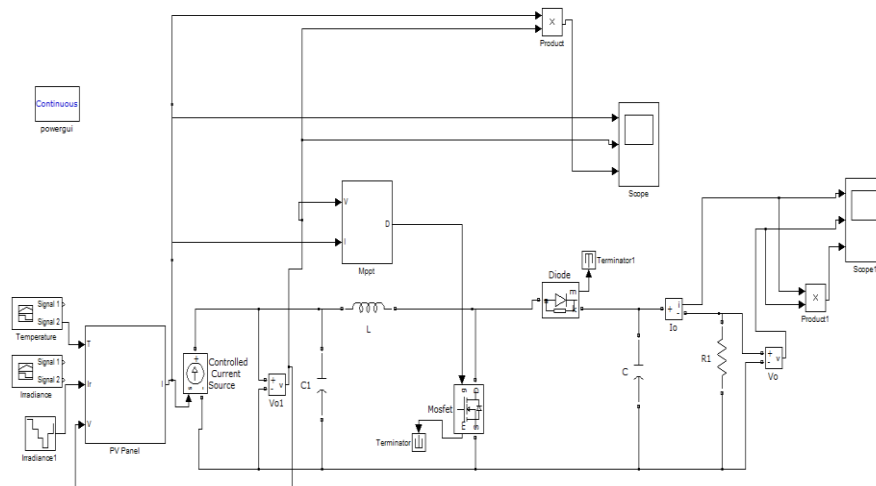 X
Product
Continuous
powergui
Scope
V
I
D
Mppt
Signal 1
Signal 2
Temperature
Signal 1
Signal 2
Irradiance
Irradiance1
T
Ir
V
I
PV Panel
Controlled
Current
Source
+
-
s
+
-
v
Vo1
C1
L
Mosfet
g
Terminator
Diode
m
a
k
Terminator1
C
+
i
-
Io
R1
X
Product1
+
-
v
Vo
Scope1